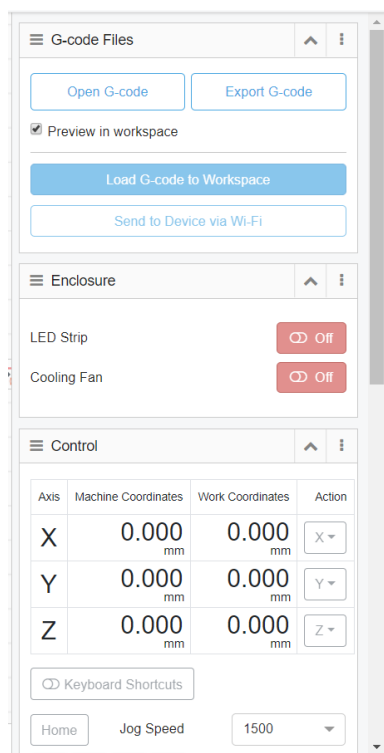 G-code Files
Open G-code Export G-code
Preview in workspace
Load G-code to Workspace
Send to Device via Wi-Fi
Enclosure
LED Strip Off
Cooling Fan Off
Control
Axis Machine Coordinates Work Coordinates Action
X 0.000 mm 0.000 mm X
Y 0.000 mm 0.000 mm Y
Z 0.000 mm 0.000 mm Z
Keyboard Shortcuts
Home Jog Speed 1500